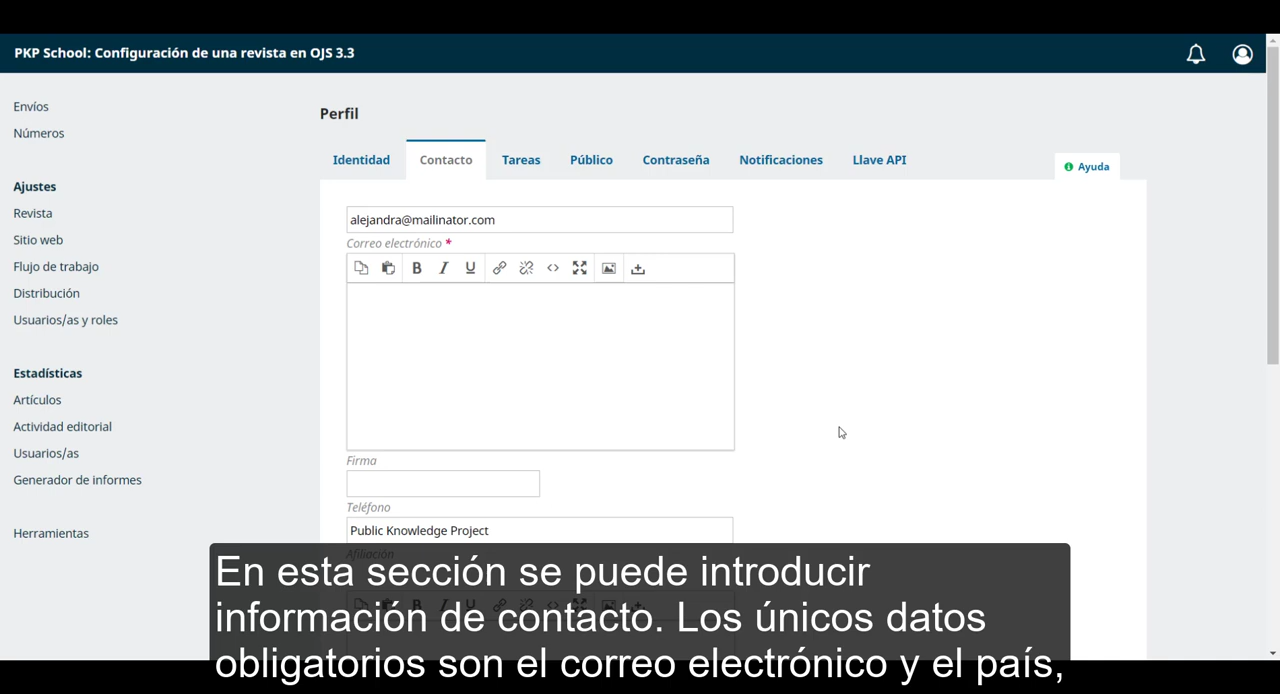 PKP School: Configuración de una revista en OJS 3.3
Envíos
Números
Ajustes
Revista
Sitio web
Flujo de trabajo
Distribución
Usuarios/as y roles
Estadísticas
Artículos
Actividad editorial
Usuarios/as
Generador de informes
Herramientas
Perfil
Identidad Contacto Tareas Público Contraseña Notificaciones Llave API
Ayuda
alejandra@mailinator.com
Correo electrónico *
B I U
Firma
Teléfono
Public Knowledge Project
Afiliación
B I U
En esta sección se puede introducir
información de contacto. Los únicos datos
obligatorios son el correo electrónico y el país,